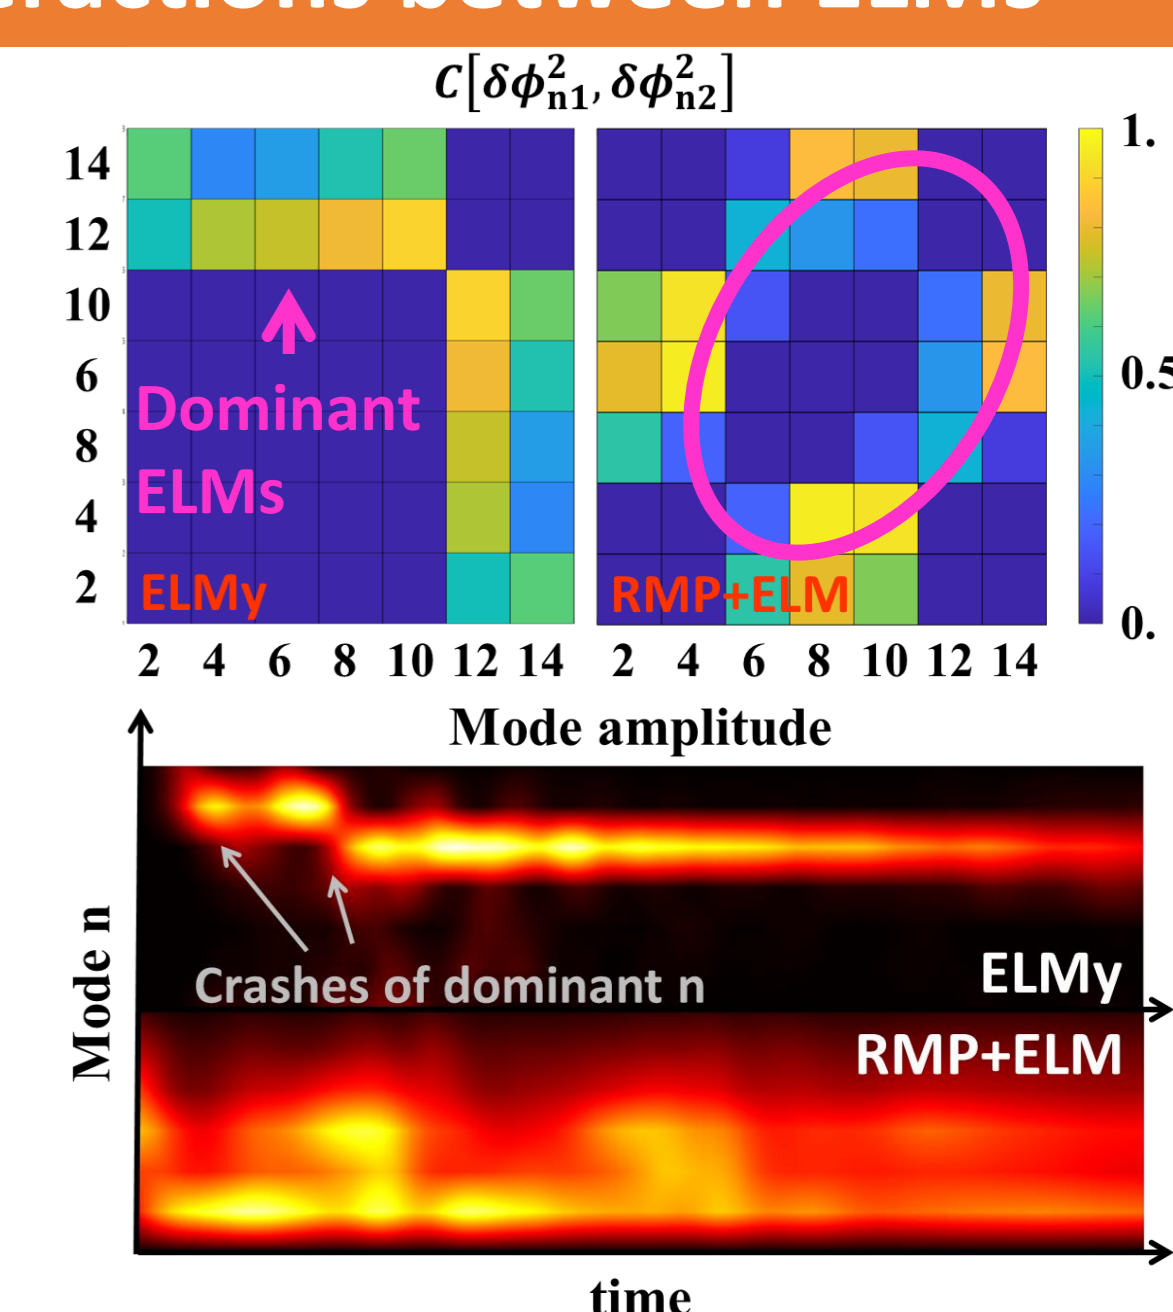 between ELMs
C[δϕ²n1, δϕ²n2]
14
12
10
6
8
4
2
Dominant
ELMs
ELMy
RMP+ELM
1.
0.5
0.
2 4 6 8 10 12 14
2 4 6 8 10 12 14
Mode amplitude
Mode n
Crashes of dominant n
ELMy
RMP+ELM
time